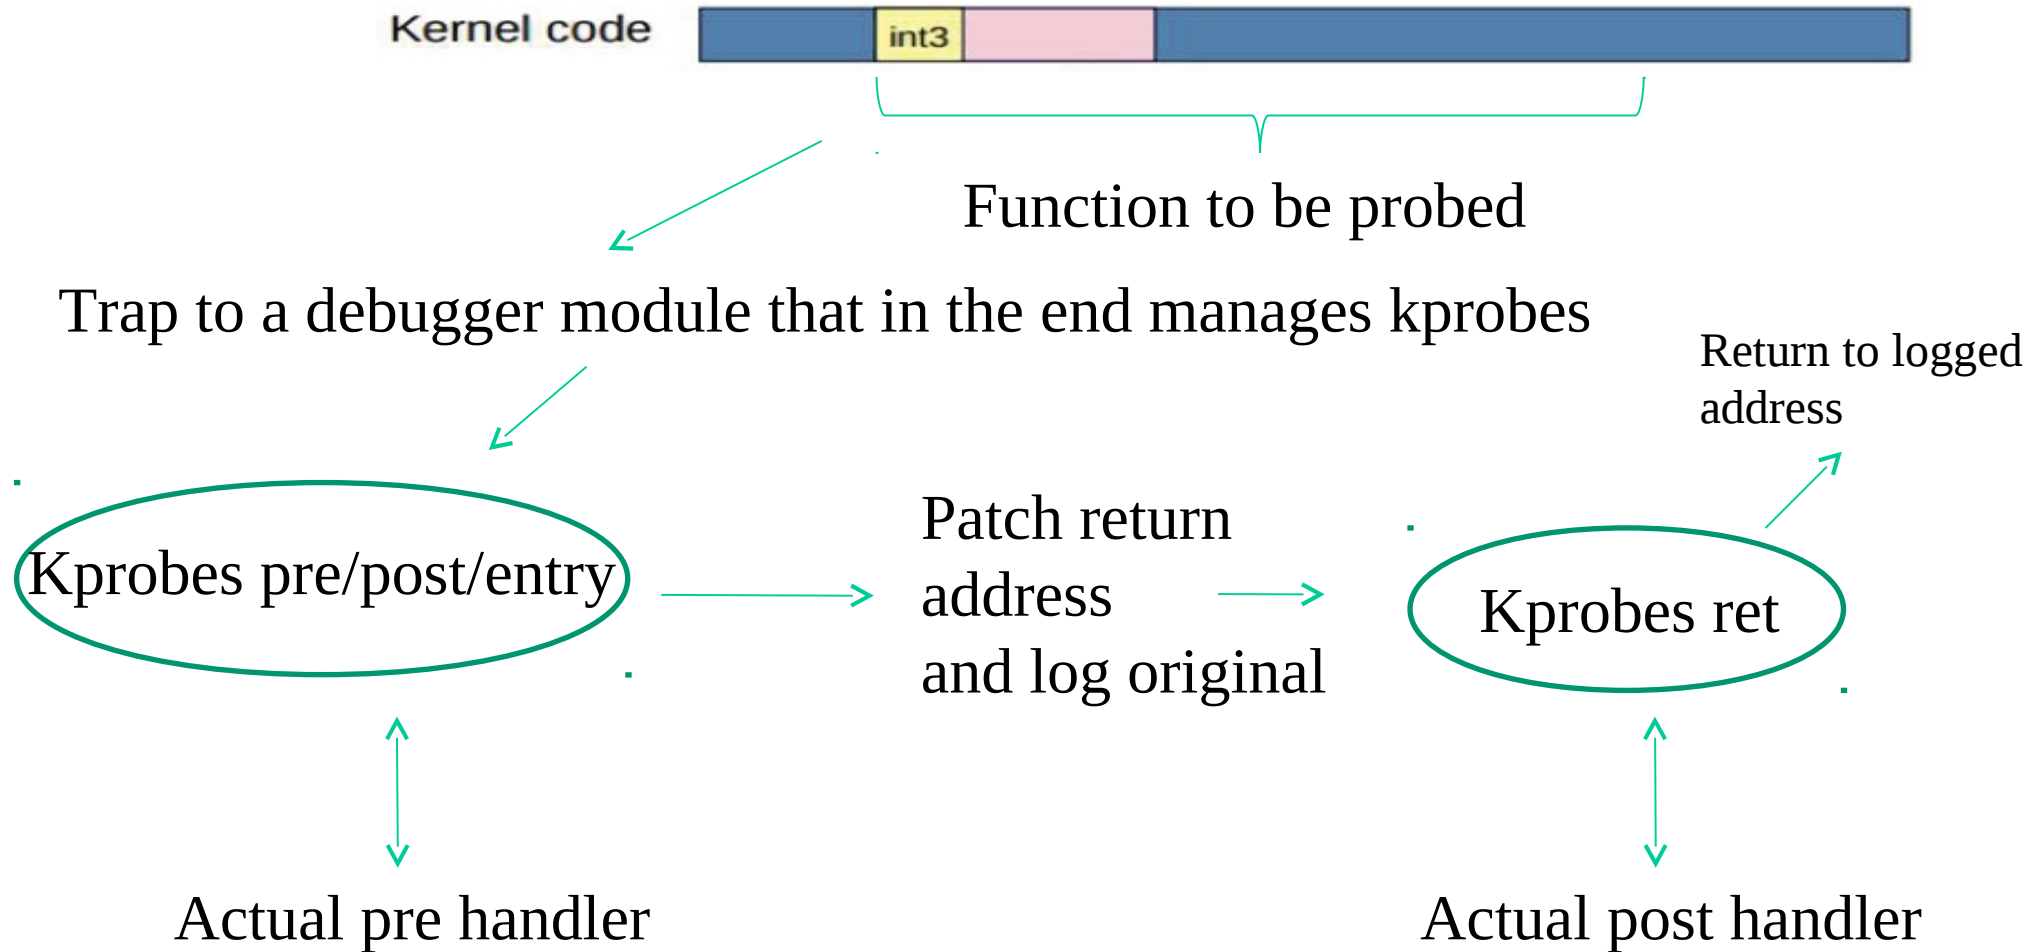 Kernel code
int3
Function to be probed
Trap to a debugger module that in the end manages kprobes
Return to logged
address
Kprobes pre/post/entry
Patch return
address
and log original
Kprobes ret
Actual pre handler
Actual post handler